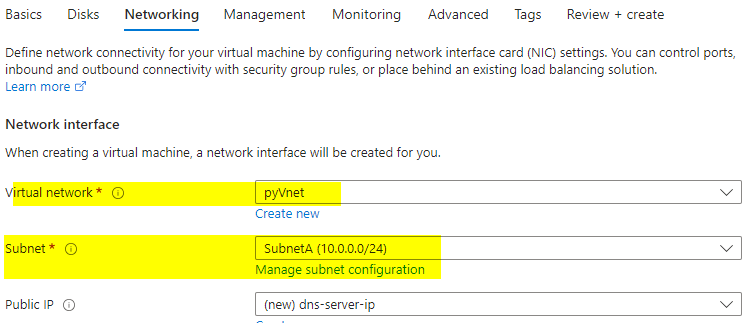 Basics Disks Networking Management Monitoring Advanced Tags Review + create
Define network connectivity for your virtual machine by configuring network interface card (NIC) settings. You can control ports,
inbound and outbound connectivity with security group rules, or place behind an existing load balancing solution.
Learn more
Network interface
When creating a virtual machine, a network interface will be created for you.
Virtual network * pyVnet
Create new
Subnet * SubnetA (10.0.0.0/24)
Manage subnet configuration
Public IP (new) dns-server-ip